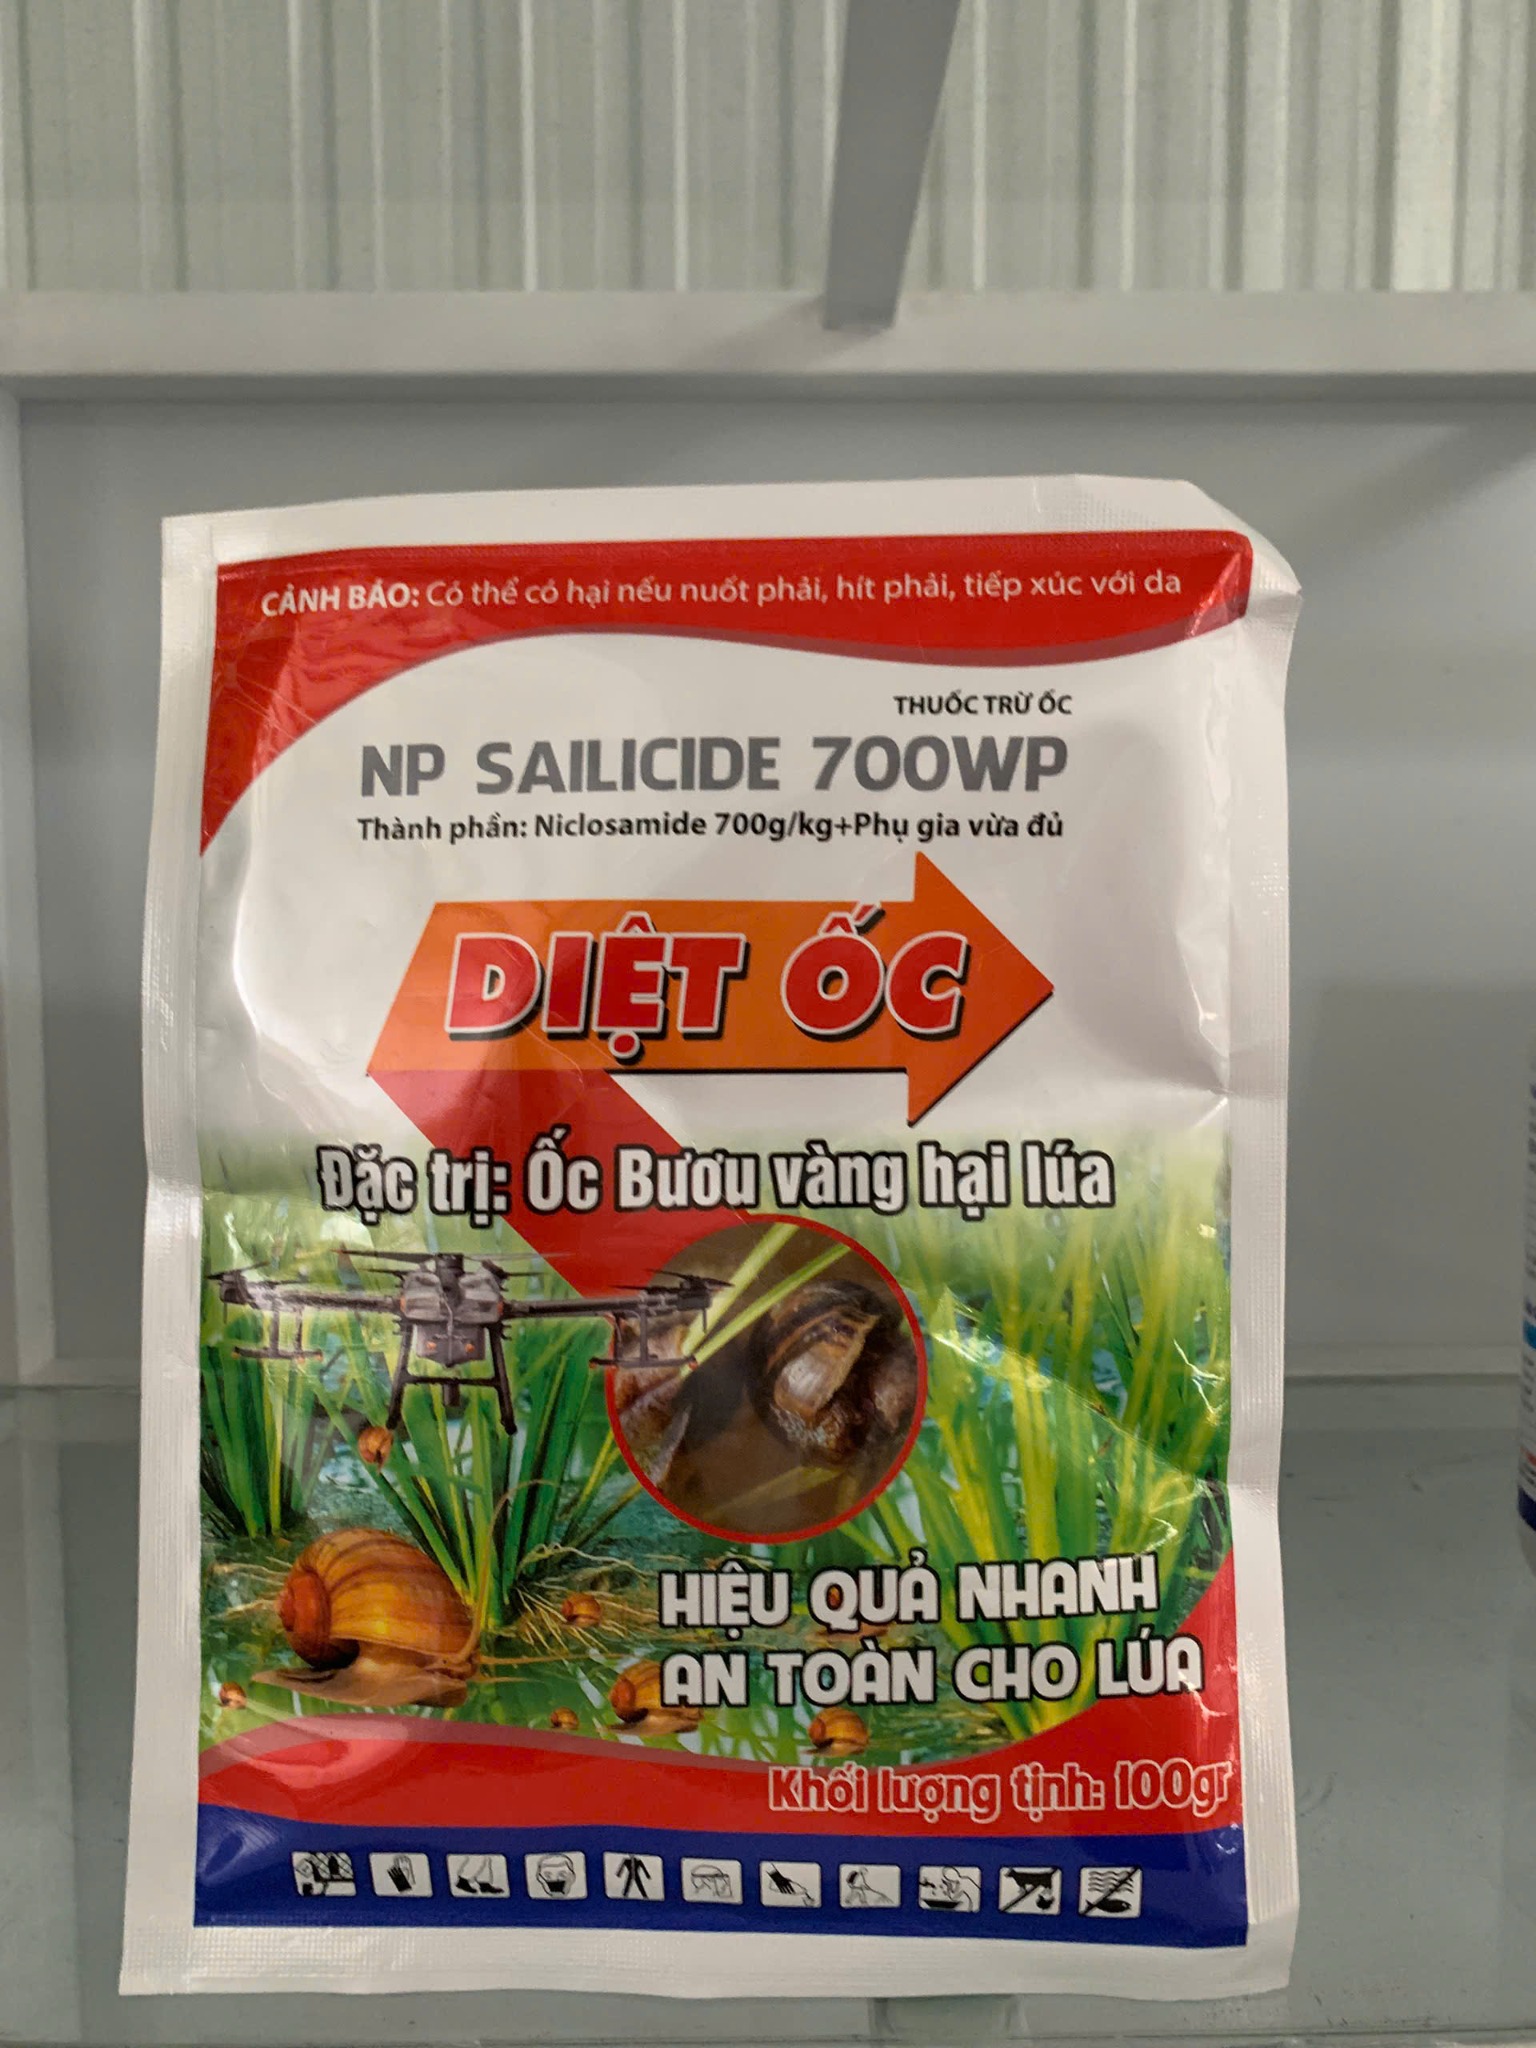 CẢNH BÁO: Có thể có hại nếu nuốt phải, hít phải, tiếp xúc với da
THUỐC TRỪ ỐC
NP SAILICIDE 700WP
Thành phần: Niclosamide 700g/kg+Phụ gia vừa đủ
DIỆT ỐC
Đặc trị: Ốc Bươu vàng hại lúa
HIỆU QUẢ NHANH
AN TOÀN CHO LÚA
Khối lượng tịnh: 100gr